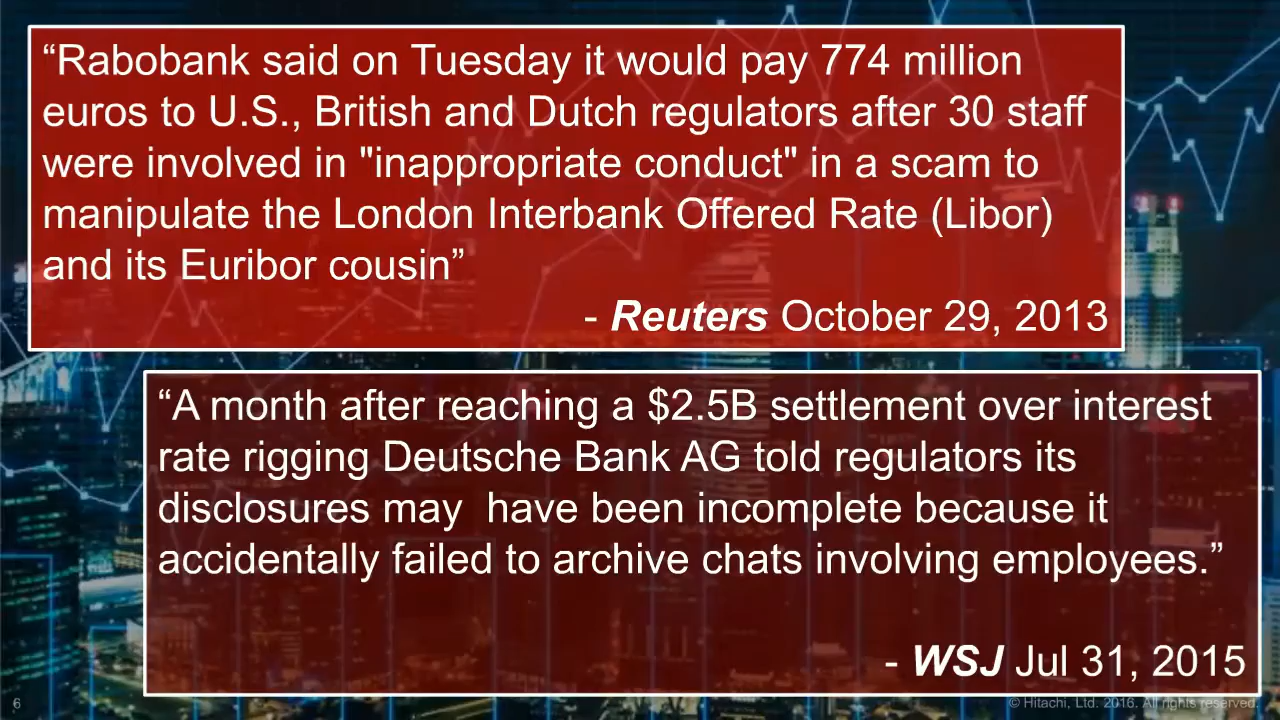 “Rabobank said on Tuesday it would pay 774 million
euros to U.S., British and Dutch regulators after 30 staff
were involved in "inappropriate conduct" in a scam to
manipulate the London Interbank Offered Rate (Libor)
and its Euribor cousin”
- Reuters October 29, 2013
“A month after reaching a $2.5B settlement over interest
rate rigging Deutsche Bank AG told regulators its
disclosures may  have been incomplete because it
accidentally failed to archive chats involving employees.”
- WSJ Jul 31, 2015
6
© Hitachi, Ltd. 2016. All rights reserved.